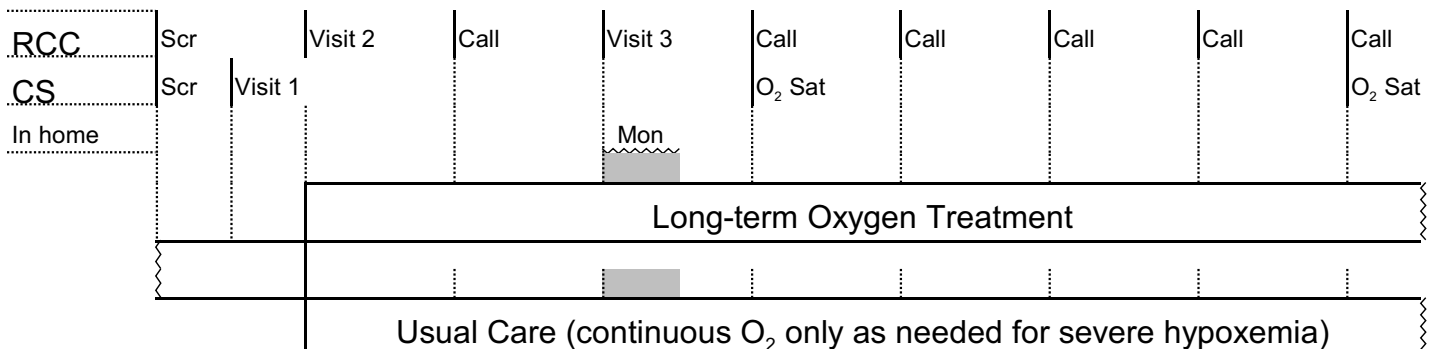 RCC Scr Visit 2 Call Visit 3 Call Call Call Call Call
CS Scr Visit 1 O₂ Sat O₂ Sat
In home Mon
Long-term Oxygen Treatment
Usual Care (continuous O₂ only as needed for severe hypoxemia)